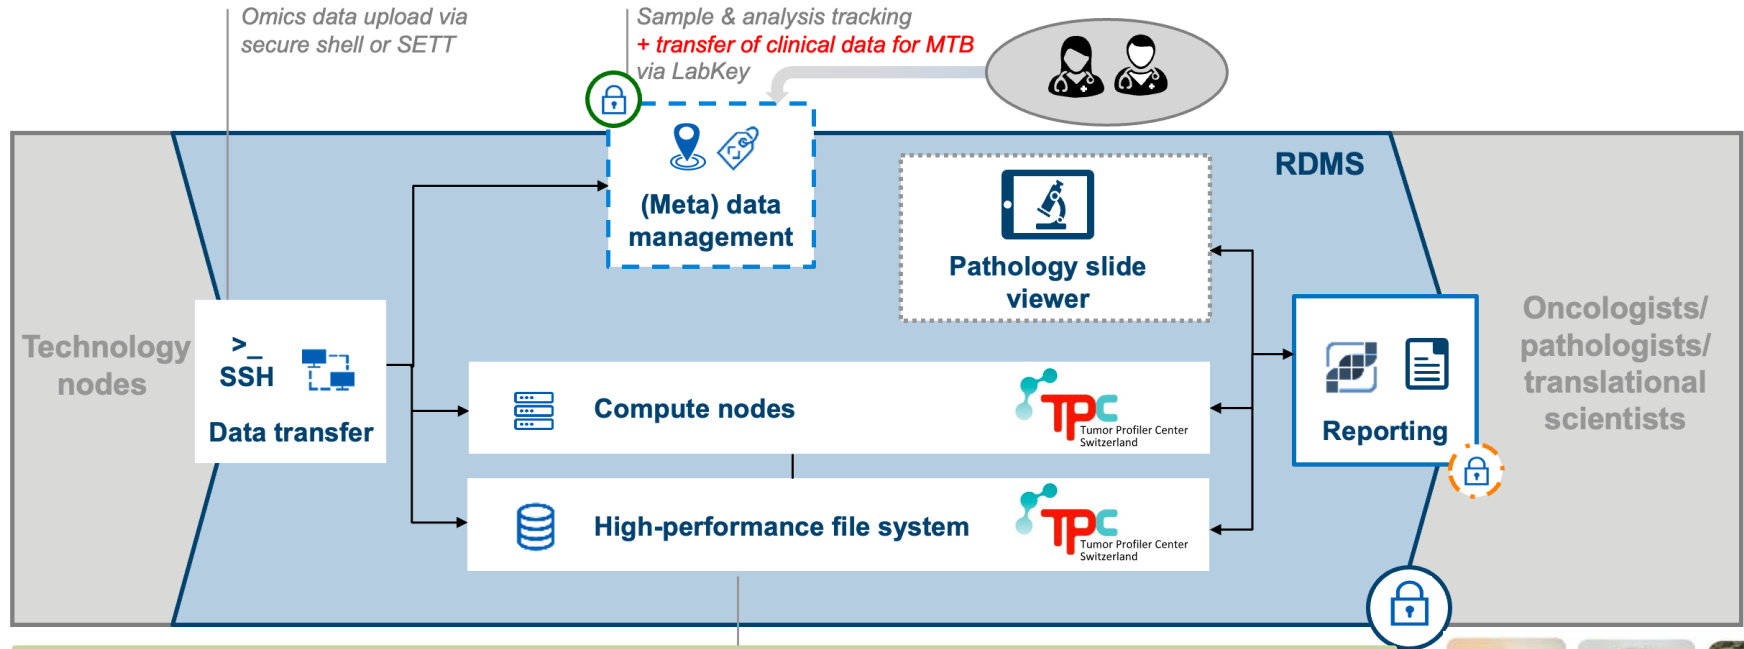 Omics data upload via
secure shell or SETT
Sample & analysis tracking
+ transfer of clinical data for MTB
via LabKey
RDMS
(Meta) data
management
Pathology slide
viewer
Technology
nodes
>_
SSH
Data transfer
Compute nodes
TPC
Tumor Profiler Center
Switzerland
High-performance file system
TPC
Tumor Profiler Center
Switzerland
Reporting
Oncologists/
pathologists/
translational
scientists